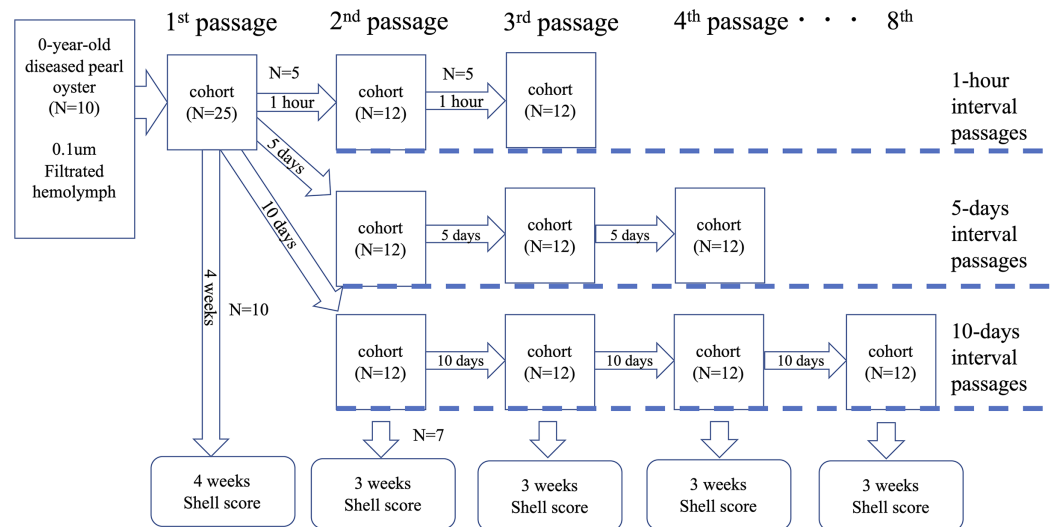 1st passage
2nd passage
3rd passage
4th passage · · · 8th
0-year-old
diseased pearl
oyster
(N=10)
0.1um
Filtrated
hemolymph
cohort
(N=25)
N=5
1 hour
cohort
(N=12)
N=5
1 hour
cohort
(N=12)
1-hour
interval
passages
5 days
cohort
(N=12)
5 days
cohort
(N=12)
5 days
cohort
(N=12)
5-days
interval
passages
10 days
cohort
(N=12)
10 days
cohort
(N=12)
10 days
cohort
(N=12)
10 days
cohort
(N=12)
10-days
interval
passages
4 weeks
N=10
N=7
4 weeks
Shell score
3 weeks
Shell score
3 weeks
Shell score
3 weeks
Shell score
3 weeks
Shell score